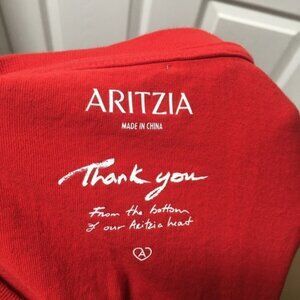 ARITZIA
MADE IN CHINA
Thank you
From the bottom
of our Aritzia heart
A